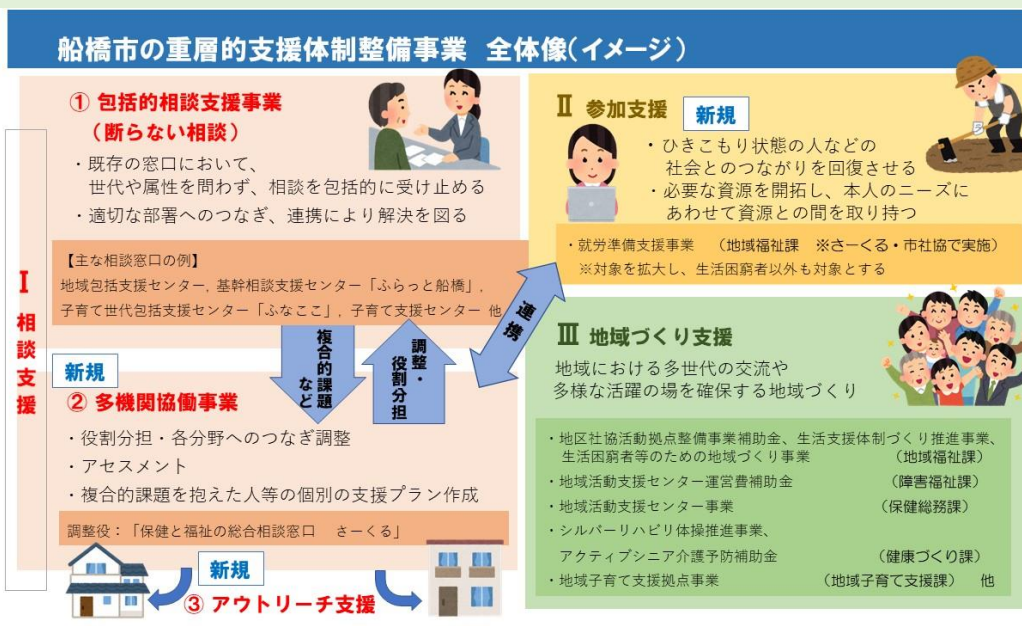 船橋市の重層的支援体制整備事業 全体像(イメージ)
Ⅰ 相談支援
① 包括的相談支援事業
(断らない相談)
・既存の窓口において、
世代や属性を問わず、相談を包括的に受け止める
・適切な部署へのつなぎ、連携により解決を図る
【主な相談窓口の例】
地域包括支援センター, 基幹相談支援センター「ふらっと船橋」,
子育て世代包括支援センター「ふなここ」, 子育て支援センター 他
複合的課題
など
調整・
役割分担
連携
新規
② 多機関協働事業
・役割分担・各分野へのつなぎ調整
・アセスメント
・複合的課題を抱えた人等の個別の支援プラン作成
調整役:「保健と福祉の総合相談窓口 さーくる」
新規
③ アウトリーチ支援
Ⅱ 参加支援 新規
・ひきこもり状態の人などの
社会とのつながりを回復させる
・必要な資源を開拓し、本人のニーズに
あわせて資源との間を取り持つ
・就労準備支援事業 (地域福祉課 ※さーくる・市社協で実施)
※対象を拡大し、生活困窮者以外も対象とする
Ⅲ 地域づくり支援
地域における多世代の交流や
多様な活躍の場を確保する地域づくり
・地区社協活動拠点整備事業補助金、生活支援体制づくり推進事業、
生活困窮者等のための地域づくり事業 (地域福祉課)
・地域活動支援センター運営費補助金 (障害福祉課)
・地域活動支援センター事業 (保健総務課)
・シルバーリハビリ体操推進事業、
アクティブシニア介護予防補助金 (健康づくり課)
・地域子育て支援拠点事業 (地域子育て支援課) 他